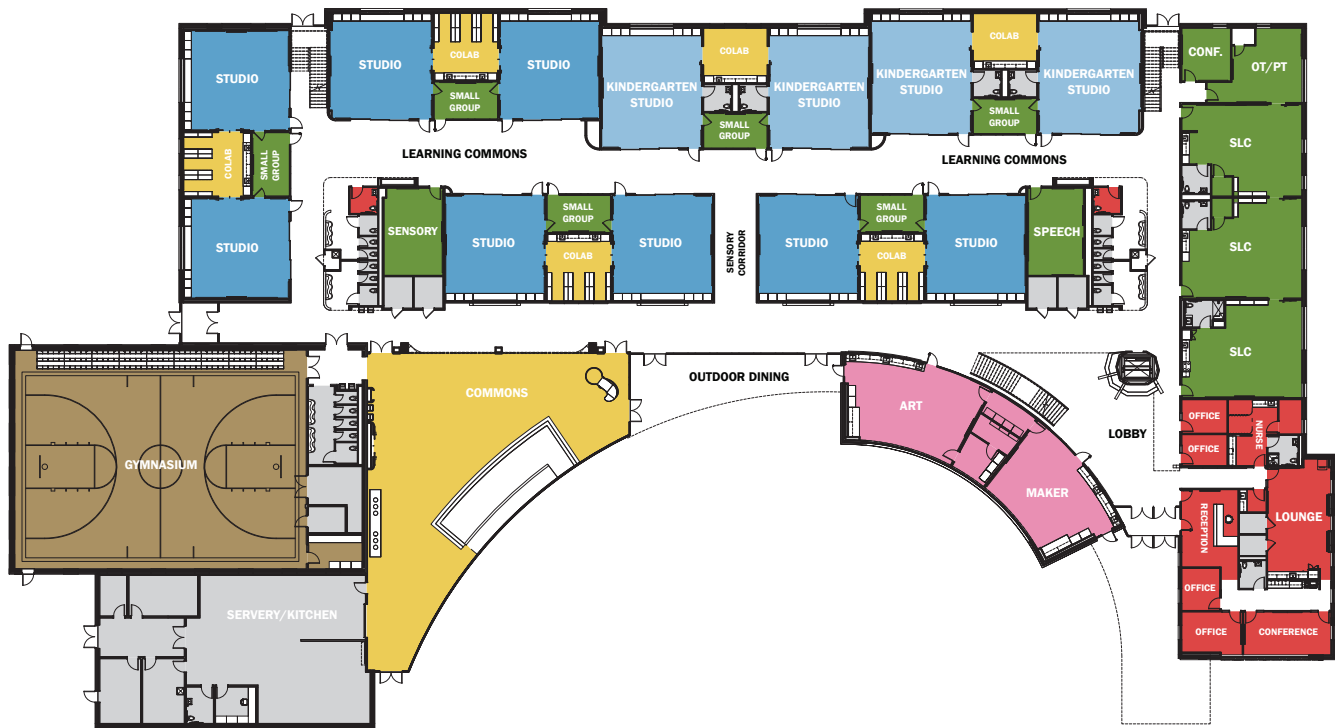 STUDIO
COLAB
SMALL
GROUP
STUDIO
STUDIO
COLAB
SMALL
GROUP
STUDIO
KINDERGARTEN
STUDIO
COLAB
SMALL
GROUP
KINDERGARTEN
STUDIO
KINDERGARTEN
STUDIO
COLAB
SMALL
GROUP
KINDERGARTEN
STUDIO
CONF.
OT/PT
LEARNING COMMONS
LEARNING COMMONS
SLC
SLC
SLC
SENSORY
STUDIO
SMALL
GROUP
COLAB
STUDIO
SENSORY
CORRIDOR
STUDIO
SMALL
GROUP
COLAB
STUDIO
SPEECH
GYMNASIUM
COMMONS
OUTDOOR DINING
ART
MAKER
LOBBY
OFFICE
OFFICE
NURSE
RECEPTION
LOUNGE
OFFICE
OFFICE
CONFERENCE
SERVERY/KITCHEN